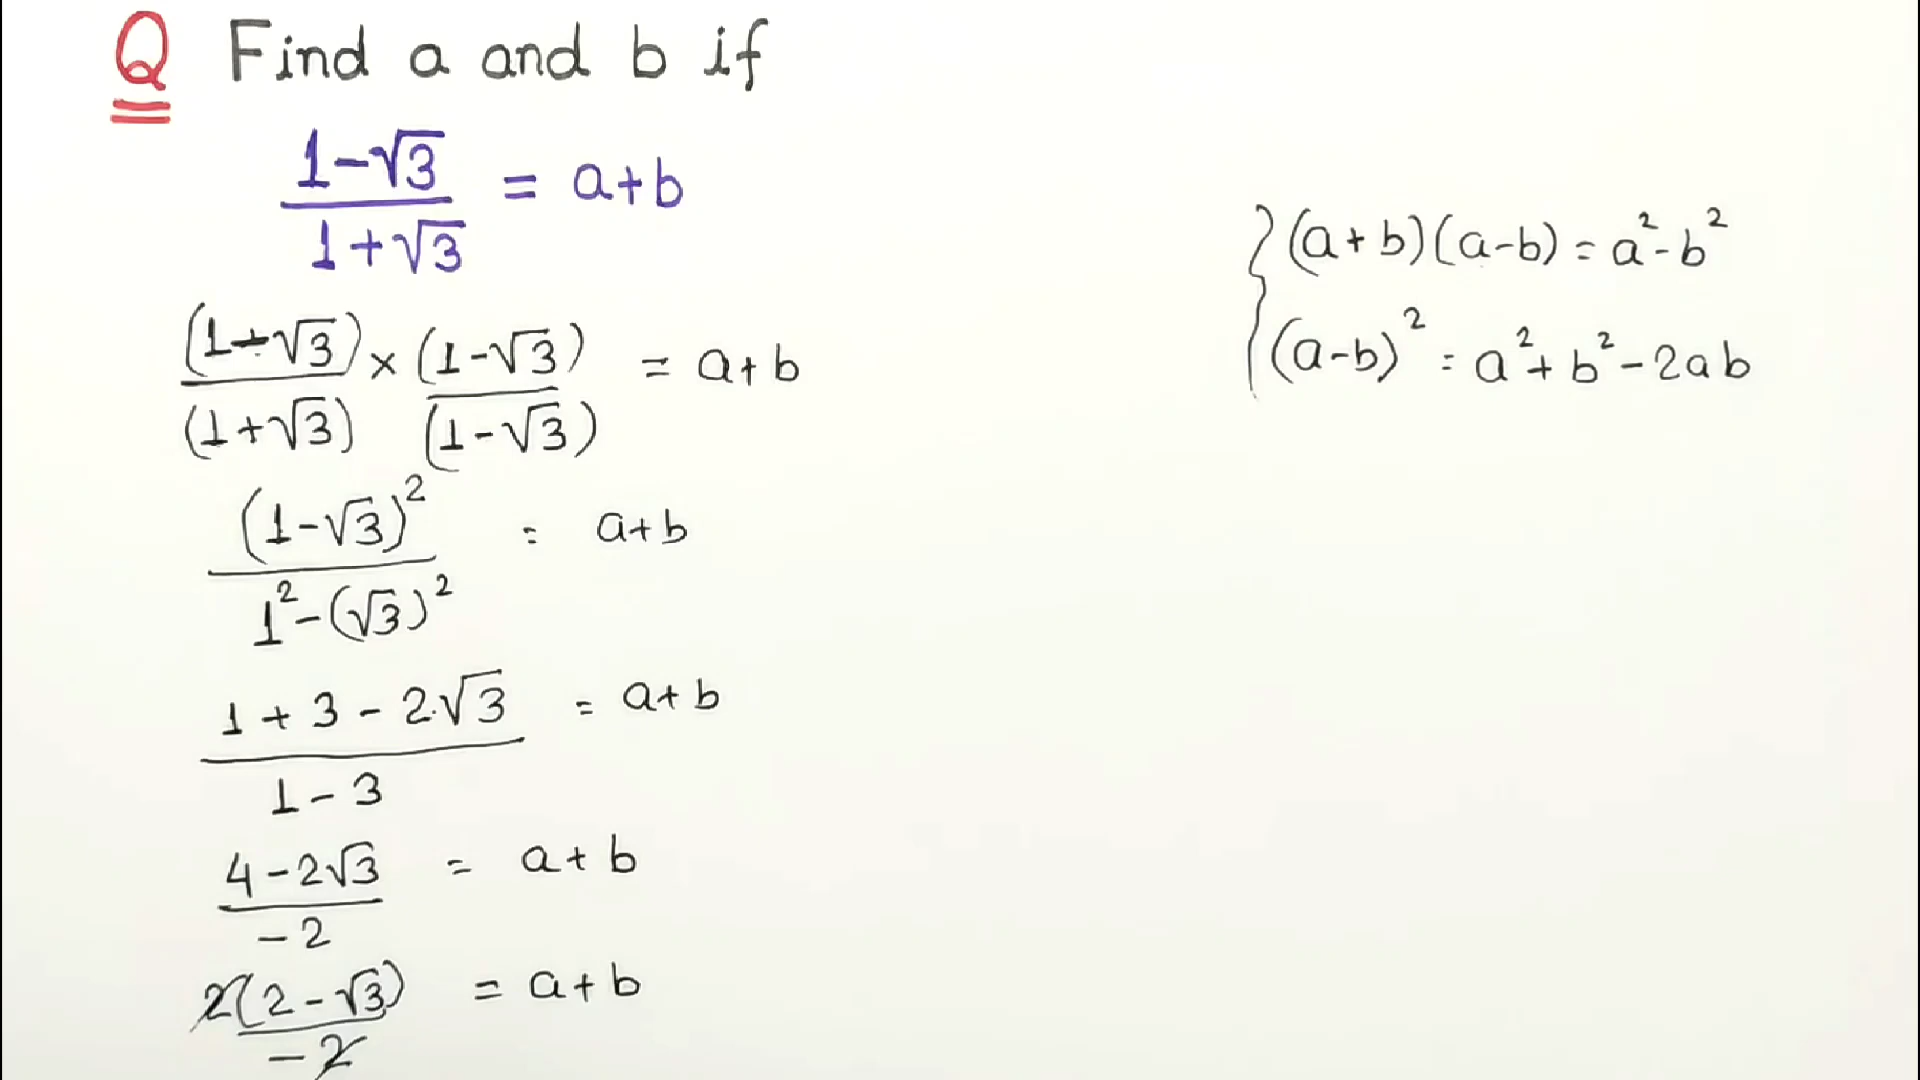 Q Find a and b if
(1-√3)/(1+√3) = a+b
(1-√3)/(1+√3) × (1-√3)/(1-√3) = a+b
(1-√3)²/(1²-(√3)²) = a+b
(1+3-2·√3)/(1-3) = a+b
(4-2√3)/-2 = a+b
2(2-√3)/-2 = a+b
(a+b)(a-b) = a²-b²
(a-b)² = a²+b²-2ab